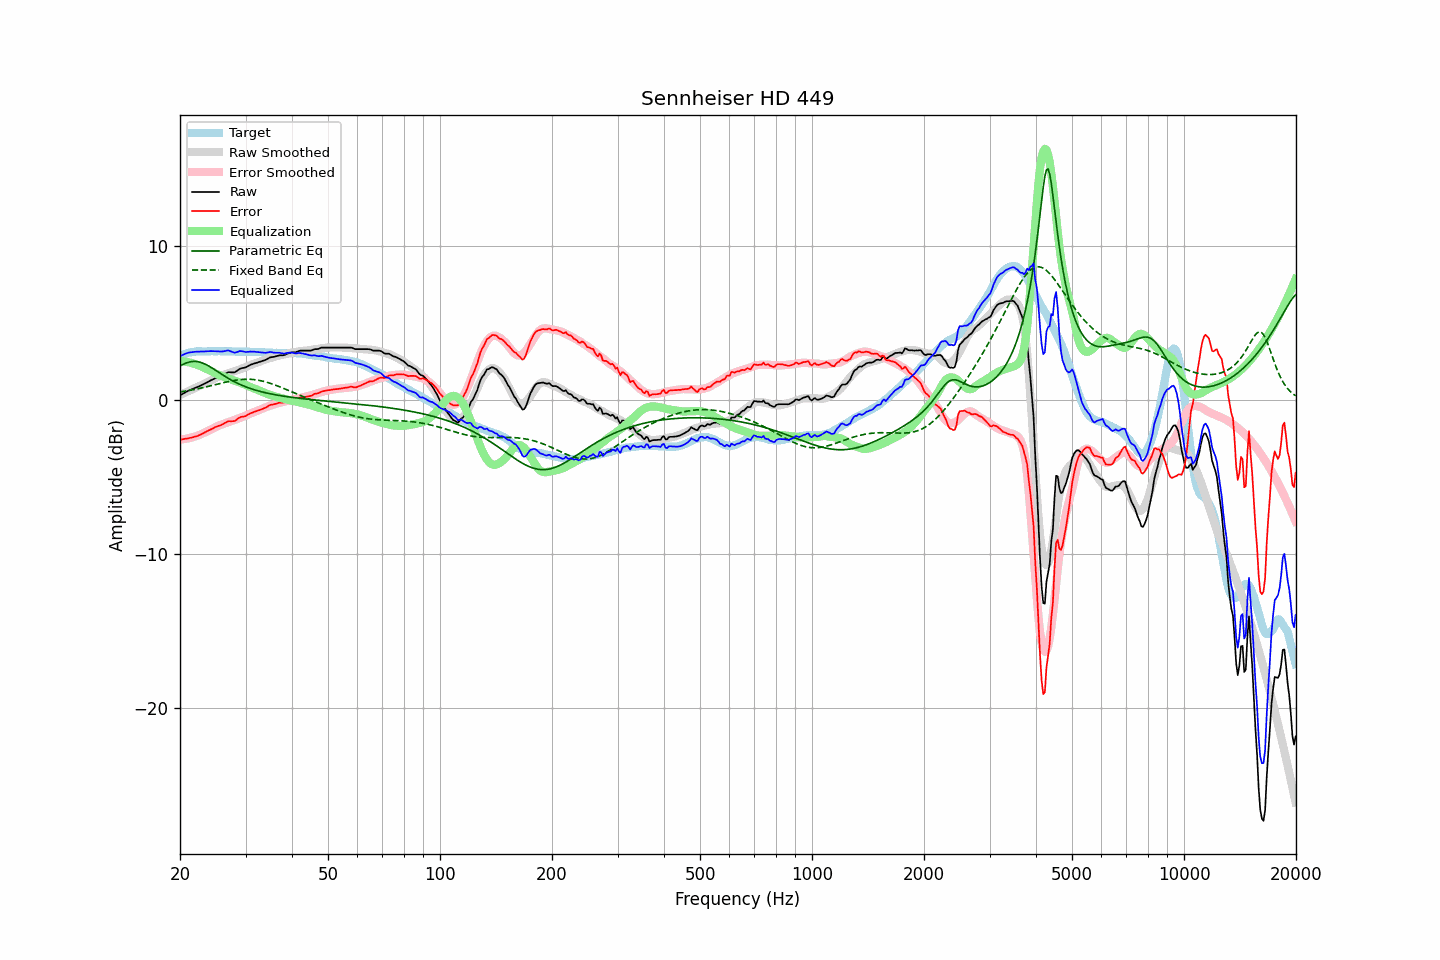 Sennheiser HD 449
Target
Raw Smoothed
Error Smoothed
Raw
Error
Equalization
Parametric Eq
Fixed Band Eq
Equalized
10
0
−10
−20
Amplitude (dBr)
20
50
100
200
500
1000
2000
5000
10000
20000
Frequency (Hz)